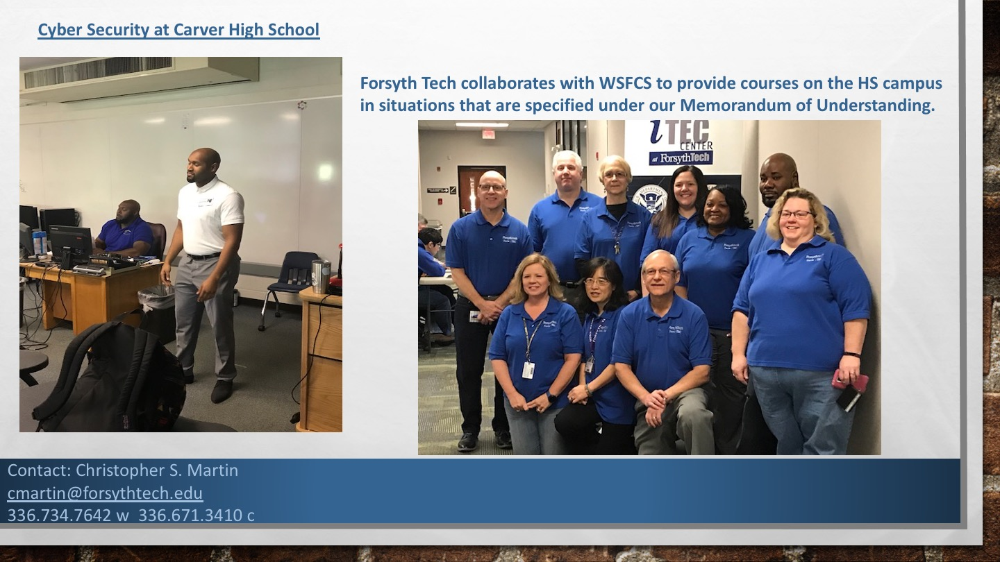 Cyber Security at Carver High School
Forsyth Tech collaborates with WSFCS to provide courses on the HS campus
in situations that are specified under our Memorandum of Understanding.
iTEC
CENTER
at ForsythTech
DEPARTMENT
Contact: Christopher S. Martin
cmartin@forsythtech.edu
336.734.7642 w  336.671.3410 c